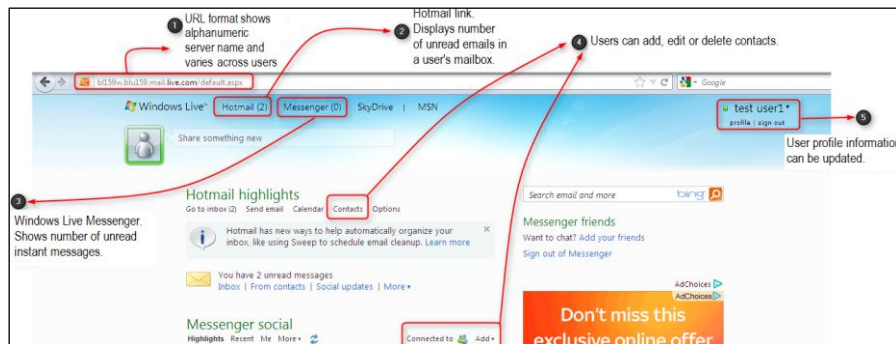 1 URL format shows
alphanumeric
server name and
varies across users
2 Hotmail link.
Displays number
of unread emails in
a user's mailbox.
4 Users can add, edit or delete contacts.
bl159w.blu159.mail.live.com/default.aspx
Google
Windows Live™ Hotmail (2) Messenger (0) SkyDrive | MSN
test user1
profile | sign out
5
User profile information
can be updated.
Share something new
3
Windows Live Messenger.
Shows number of unread
instant messages.
Hotmail highlights
Go to inbox (2) Send email Calendar Contacts Options
Hotmail has new ways to help automatically organize your
inbox, like using Sweep to schedule email cleanup. Learn more
You have 2 unread messages
Inbox | From contacts | Social updates | More
Messenger social
Highlights Recent Me More
Connected to Add
Search email and more bing
Messenger friends
Want to chat? Add your friends
Sign out of Messenger
AdChoices
AdChoices
Don't miss this
exclusive online offer